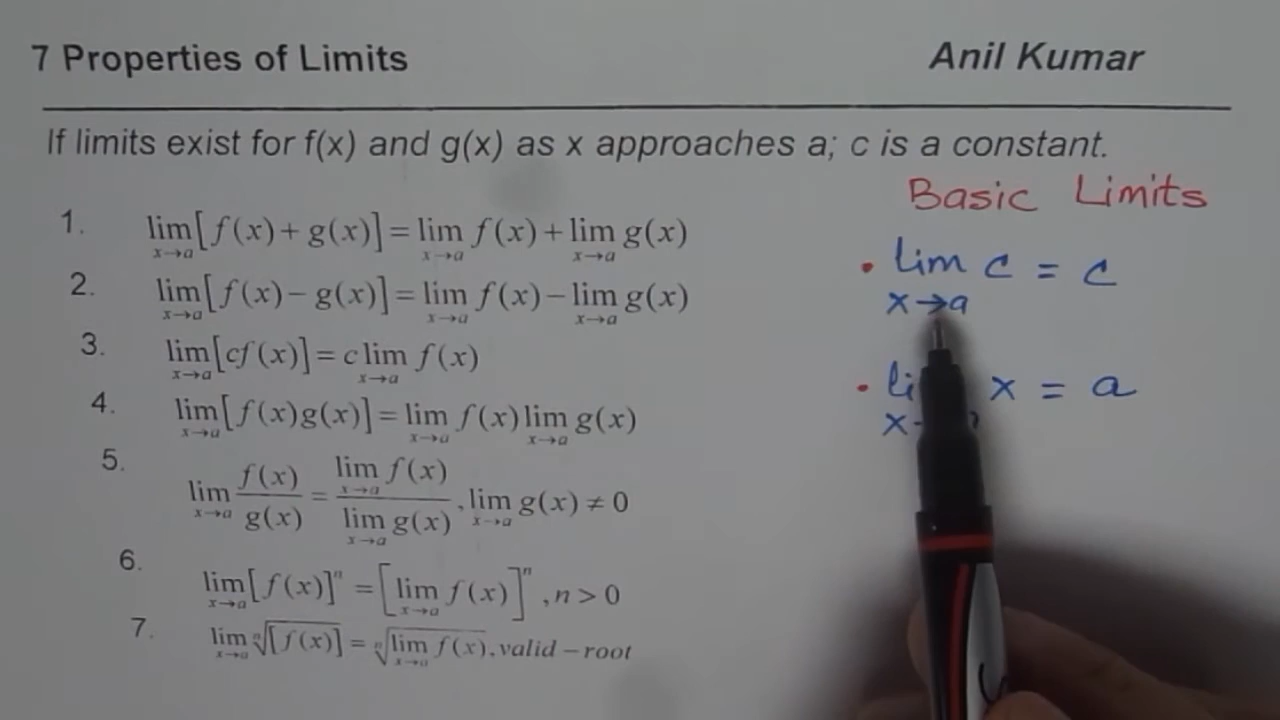 7 Properties of Limits Anil Kumar
If limits exist for f(x) and g(x) as x approaches a; c is a constant.
Basic Limits
1. lim x→a [f(x) + g(x)] = lim x→a f(x) + lim x→a g(x)
2. lim x→a [f(x) − g(x)] = lim x→a f(x) − lim x→a g(x)
3. lim x→a [cf(x)] = c lim x→a f(x)
4. lim x→a [f(x)g(x)] = lim x→a f(x) lim x→a g(x)
5. lim x→a f(x)/g(x) = lim x→a f(x) / lim x→a g(x), lim x→a g(x) ≠ 0
6. lim x→a [f(x)]ⁿ = [lim x→a f(x)]ⁿ, n > 0
7. lim x→a ⁿ√[f(x)] = ⁿ√lim x→a f(x), valid – root
• lim x→a c = c
• li x = a
x